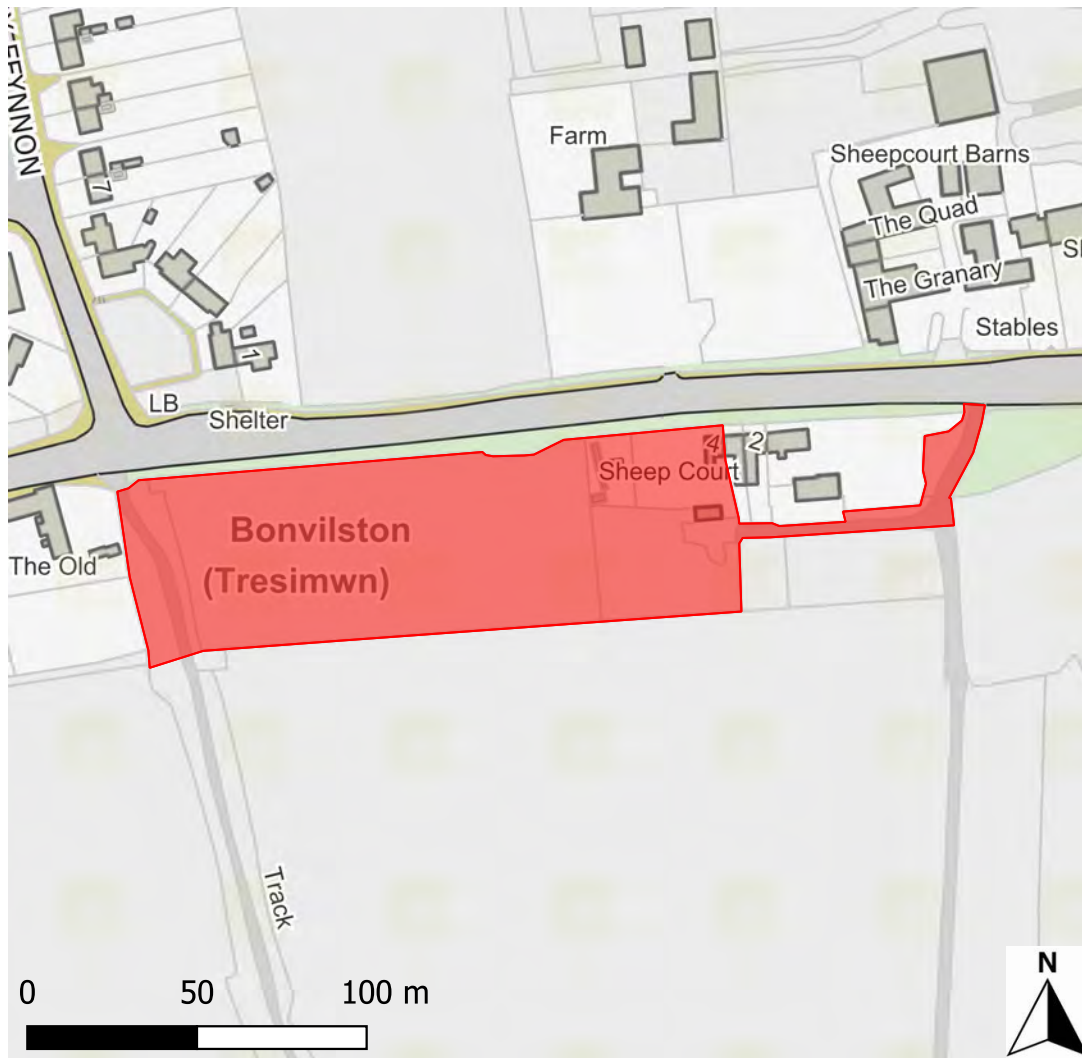 FFYNNON
7
1
LB
Shelter
Farm
Sheepcourt Barns
The Quad
The Granary
Stables
4
2
Sheep Court
Bonvilston
(Tresimwn)
The Old
Track
0 50 100 m
N